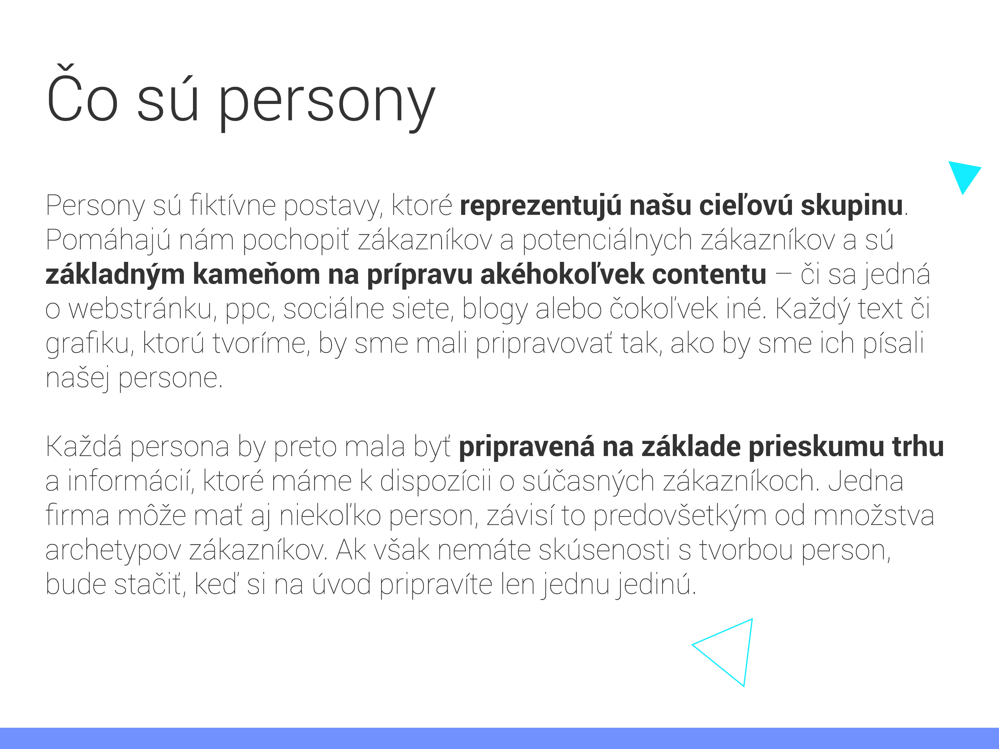 Čo sú persony
Persony sú fiktívne postavy, ktoré reprezentujú našu cieľovú skupinu.
Pomáhajú nám pochopiť zákazníkov a potenciálnych zákazníkov a sú
základným kameňom na prípravu akéhokoľvek contentu – či sa jedná
o webstránku, ppc, sociálne siete, blogy alebo čokoľvek iné. Každý text či
grafiku, ktorú tvoríme, by sme mali pripravovať tak, ako by sme ich písali
našej persone.
Každá persona by preto mala byť pripravená na základe prieskumu trhu
a informácií, ktoré máme k dispozícii o súčasných zákazníkoch. Jedna
firma môže mať aj niekoľko person, závisí to predovšetkým od množstva
archetypov zákazníkov. Ak však nemáte skúsenosti s tvorbou person,
bude stačiť, keď si na úvod pripravíte len jednu jedinú.